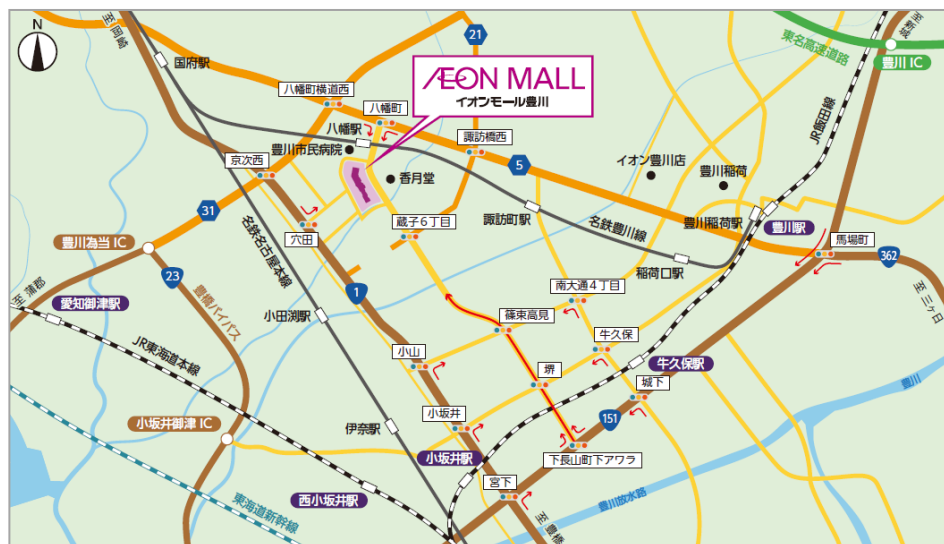 N
至岡崎
国府駅
21
東名高速道路
至新城
豊川 IC
ÆON MALL
イオンモール豊川
八幡町横道西
八幡町
八幡駅
豊川市民病院
諏訪橋西
JR飯田線
京次西
香月堂
5
イオン豊川店
豊川稲荷
31
蔵子6丁目
諏訪町駅
名鉄豊川線
豊川稲荷駅
豊川駅
穴田
豊川為当 IC
馬場町
362
23
名鉄名古屋本線
稲荷口駅
至蒲郡
愛知御津駅
豊橋バイパス
1
南大通4丁目
至三ケ日
小田渕駅
篠束高見
牛久保
JR東海道本線
小山
堺
牛久保駅
城下
豊川
小坂井御津 IC
小坂井
151
伊奈駅
小坂井駅
下長山町下アワラ
宮下
西小坂井駅
豊川放水路
東海道新幹線
至豊橋